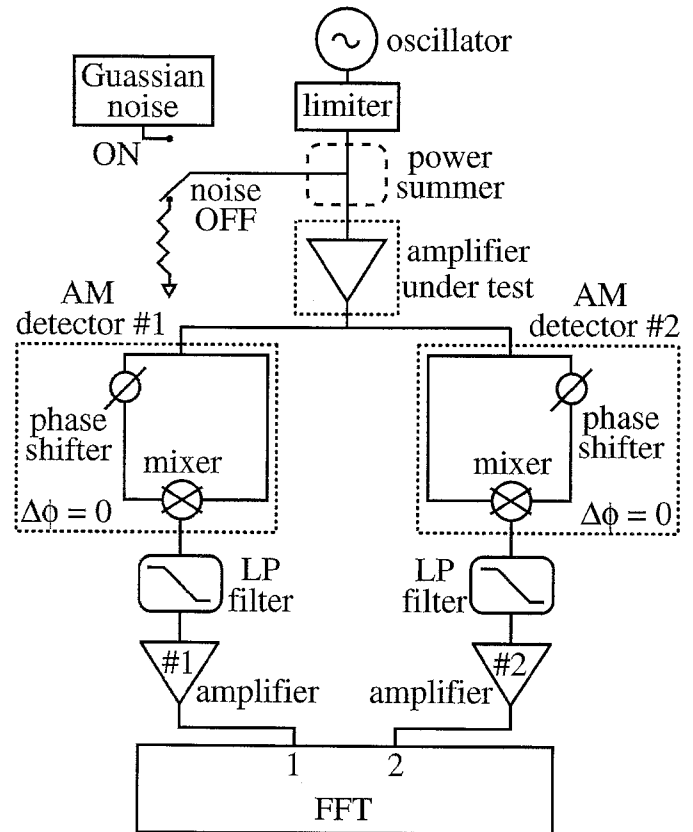 oscillator
Guassian
noise
limiter
ON
power
summer
noise
OFF
amplifier
under test
AM
detector #1
AM
detector #2
phase
shifter
mixer
Δϕ = 0
phase
shifter
mixer
Δϕ = 0
LP
filter
LP
filter
#1
amplifier
#2
amplifier
1 2
FFT